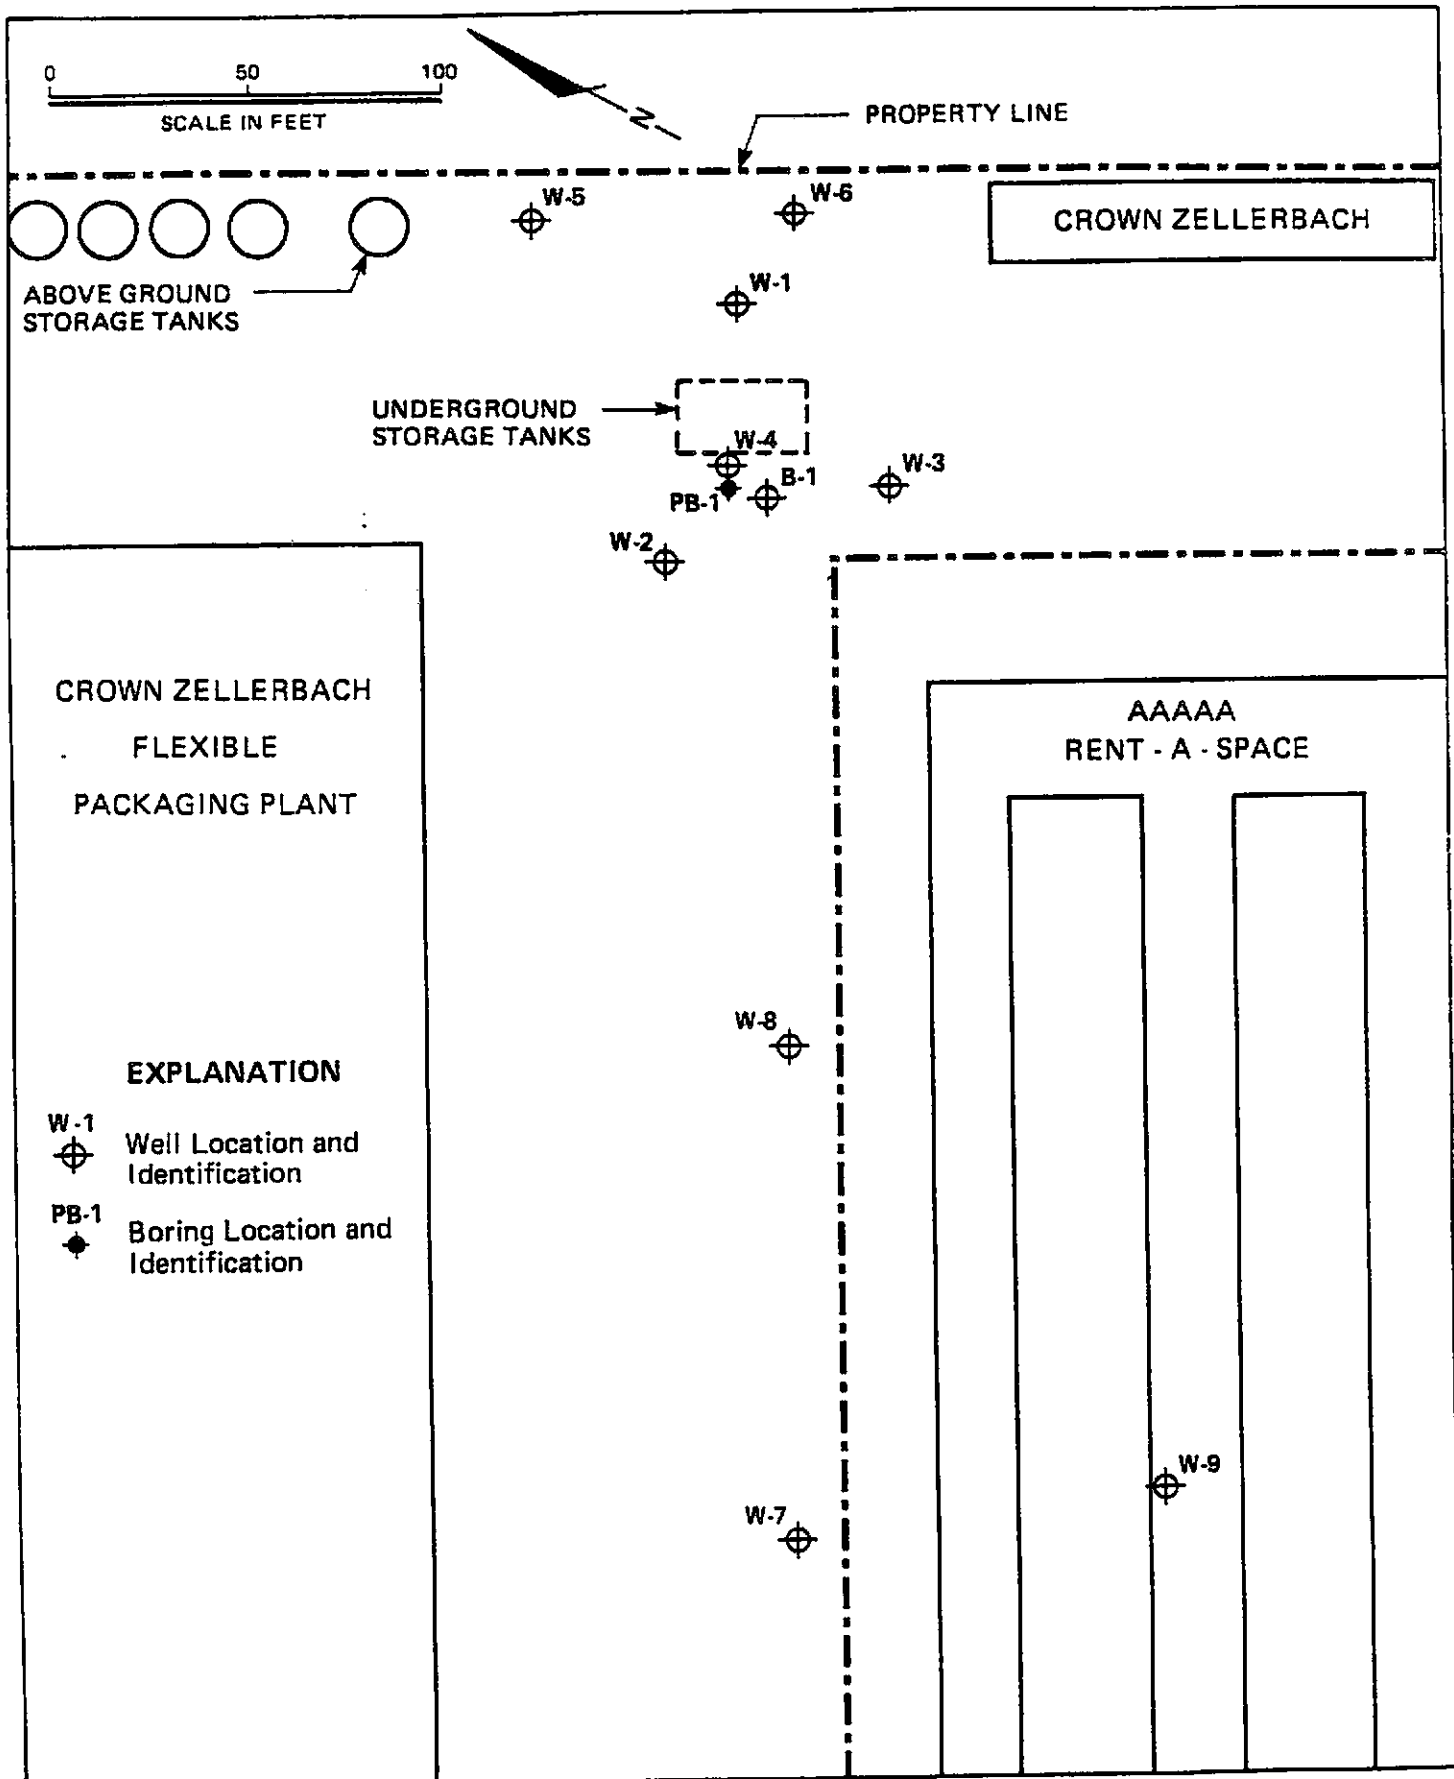 0 50 100
SCALE IN FEET
N
PROPERTY LINE
W-5
W-6
CROWN ZELLERBACH
ABOVE GROUND
STORAGE TANKS
W-1
UNDERGROUND
STORAGE TANKS
W-4
W-3
B-1
PB-1
W-2
CROWN ZELLERBACH
FLEXIBLE
PACKAGING PLANT
AAAAA
RENT - A - SPACE
W-8
EXPLANATION
W-1
Well Location and
Identification
PB-1
Boring Location and
Identification
W-9
W-7